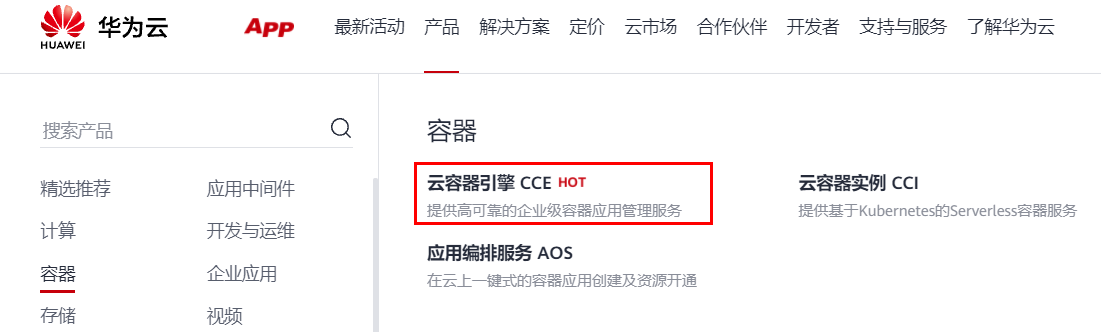 HUAWEI 华为云 App 最新活动 产品 解决方案 定价 云市场 合作伙伴 开发者 支持与服务 了解华为云
搜索产品
精选推荐 应用中间件
计算 开发与运维
容器 企业应用
存储 视频
容器
云容器引擎 CCE HOT 云容器实例 CCI
提供高可靠的企业级容器应用管理服务 提供基于Kubernetes的Serverless容器服务
应用编排服务 AOS
在云上一键式的容器应用创建及资源开通